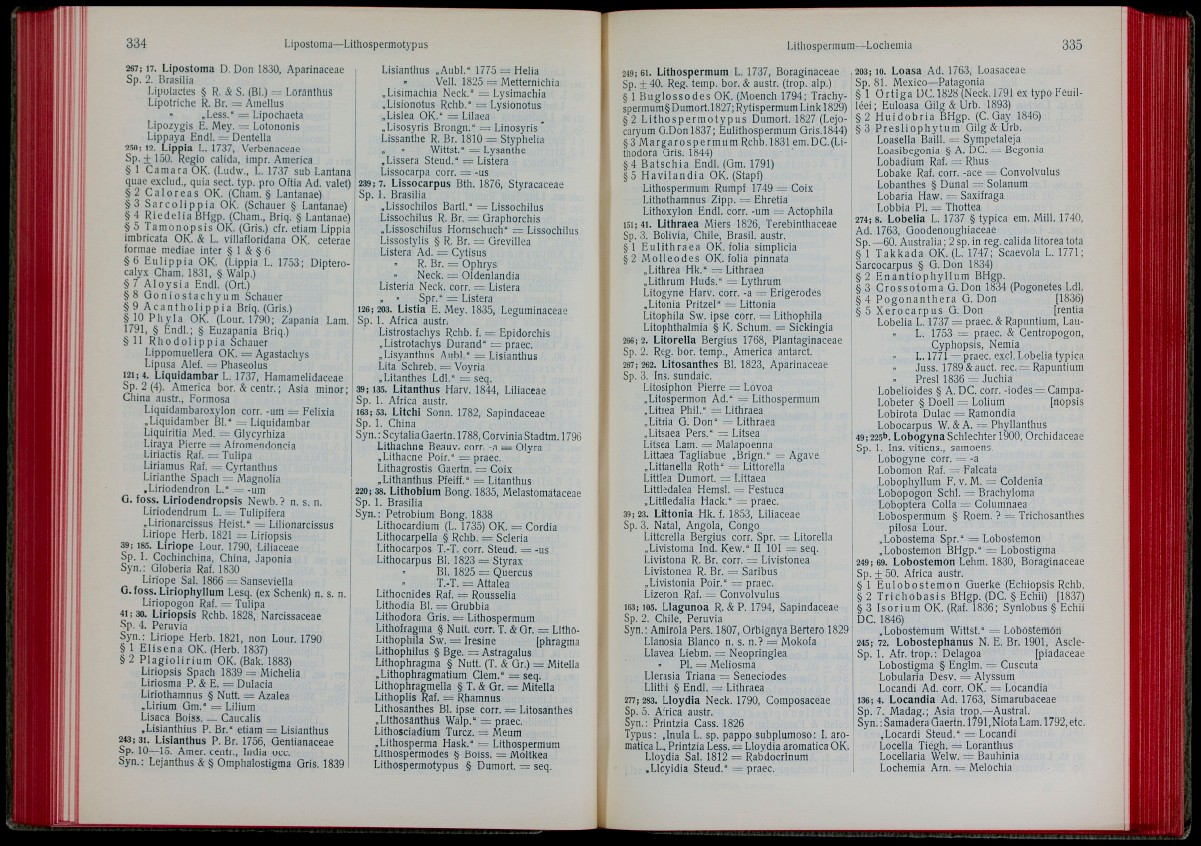 334
Lipostoma—Lithospermotypus
267; 17. Lipostoma D. Don 1830, Aparinaceae
Sp. 2. Brasilia
Lipolactes § R. & S. (Bl.) = Loranthus
Lipotriche R. Br. = Amellus
" „Less.“ = Lipochaeta
Lipozygis E. Mey. = Lotononis
Lippaya Endl. = Dentella
250; 12. Lippia L. 1737, Verbenaceae
Sp. ± 150. Regio calida, impr. America
§ 1 Camara OK. (Ludw., L. 1737 sub Lantana
quae exclud., quia sect. typ. pro Oftia Ad. valet)
§ 2 Caloreas OK. (Cham. § Lantanae)
§ 3 Sarcolippia OK. (Schauer § Lantanae)
§ 4 Riedelia BHgp. (Cham., Briq. § Lantanae)
§ 5 Tamonopsis OK. (Gris.) cfr. etiam Lippia
imbricata OK. & L. villafloridana OK. ceterae
formae mediae inter § 1 & § 6
§ 6 Eulippia OK. (Lippia L. 1753; Diptero-
calyx Cham. 1831, § Walp.)
§ 7 Aloysia Endl. (Ort.)
§ 8 Goniostachyum Schauer
§ 9 Acantholippia Briq. (Gris.)
§ 10 Phyla OK. (Lour. 1790; Zapania Lam.
1791, § Endl.; § Euzapania Briq.)
§ 11 Rhodolippia Schauer
Lippomuellera OK. = Agastachys
Lipusa Alef. = Phaseolus
121; 4. Liquidambar L. 1737, Hamamelidaceae
Sp. 2 (4). America bor. & centr.; Asia minor;
China austr., Formosa
Liquidambaroxylon corr. -um = Felixia
„Liquidamber Bl.“ = Liquidambar
Liquiritia Med. = Glycyrhiza
Liraya Pierre = Afromendoncia
Liriactis Raf. = Tulipa
Liriamus Raf. = Cyrtanthus
Lirianthe Spach = Magnolia
„Liriodendron L.“ = -um
G. foss. Liriodendropsis Newb.? n. s. n.
Liriodendrum L. = Tulipifera
„Lirionarcissus Heist.“ = Lilionarcissus
Liriope Herb. 1821 = Liriopsis
39; 185. Liriope Lour. 1790, Liliaceae
Sp. 1. Cochinchina, China, Japonia
Syn.: Globeria Raf. 1830
Liriope Sal. 1866 = Sanseviella
G. foss. Liriophyllum Lesq. (ex Schenk) n. s. n.
Liriopogon Raf. = Tulipa
41; 30. Liriopsis Rchb. 1828, Narcissaceae
Sp. 4. Peruvia
Syn.: Liriope Herb. 1821, non Lour. 1790
§ 1 Elisena OK. (Herb. 1837)
§ 2 Plagiolirium OK. (Bak. 1883)
Liriopsis Spach 1839 = Michelia
Liriosma P. & E. = Dulacia
Liriothamnus § Nutt. = Azalea
„Lirium Gm.“ = Lilium
Lisaca Boiss. = Caucalis
„Lisianthius P. Br.“ etiam = Lisianthus
243; 31. Lisianthus P. Br. 1756, Gentianaceae
Sp. 10—15. Amer. centr., India occ.
Syn.: Lejanthus & § Omphalostigma Gris. 1839
Lisianthus „Aubl.“ 1775 = Helia
" Vell. 1825 = Metternichia
„Lisimachia Neck.“ = Lysimachia
„Lisionotus Rchb.“ = Lysionotus
„Lislea OK.“ = Lilaea
„Lisosyris Brongn.“ = Linosyris
Lissanthe R. Br. 1810 = Styphelia
„ " Wittst.“ = Lysanthe
„Lissera Steud.“ = Listera
Lissocarpa corr. = -us
239; 7. Lissocarpus Bth. 1876, Styracaceae
Sp. 1. Brasilia
„Lissochilos Bartl.“ = Lissochilus
Lissochilus R. Br. = Graphorchis
„Lissoschilus Hornschuch“ = Lissochilus
Lissostylis § R. Br. = Grevillea
Listera Ad. = Cytisus
" R. Br. = Ophrys
" Neck. = Oldenlandia
Listeria Neck. corr. = Listera
„ " Spr.“ = Listera
126; 203. Listia E. Mey. 1835, Leguminaceae
Sp. 1. Africa austr.
Listrostachys Rchb. f. = Epidorchis
„Listrotachys Durand“ = praec.
„Lisyanthus Aubl.“ = Lisianthus
Lita Schreb. = Voyria
„Litanthes Ldl.“ = seq.
39; 135. Litanthus Harv. 1844, Liliaceae
Sp. 1. Africa austr.
163; 53. Litchi Sonn. 1782, Sapindaceae
Sp. 1. China
Syn.: Scytalia Gaertn. 1788, Corvinia Stadtm. 1796
Lithachne Beauv. corr. -a = Olyra
„Lithacne Poir.“ = praec.
Lithagrostis Gaertn. = Coix
„Lithanthus Pfeiff.“ = Litanthus
220; 38. Lithobium Bong. 1835, Melastomataceae
Sp. 1. Brasilia
Syn.: Petrobium Bong. 1838
Lithocardium (L. 1735) OK. = Cordia
Lithocarpella § Rchb. = Scleria
Lithocarpos T.-T. corr. Steud. = -us
Lithocarpus Bl. 1823 = Styrax
" Bl. 1825 = Quercus
" T.-T. = Attalea
Lithocnides Raf. = Rousselia
Lithodia Bl. = Grubbia
Lithodora Gris. = Lithospermum
Lithofragma § Nutt. corr. T. & Gr. = Litho-
Lithophila Sw. = Iresine [phragma
Lithophilus § Bge. = Astragalus
Lithophragma § Nutt. (T. & Gr.) = Mitella
„Lithophragmatium Clem.“ = seq.
Lithophragmella § T. & Gr. = Mitella
Lithoplis Raf. = Rhamnus
Lithosanthes Bl. ipse corr. = Litosanthes
„Lithosanthus Walp.“ = praec.
Lithosciadium Turcz. = Meum
„Lithosperma Hask.“ = Lithospermum
Lithospermodes § Boiss. = Moltkea
Lithospermotypus § Dumort. = seq.
Lithospermum—Lochemia
335
249; 61. Lithospermum L. 1737, Boraginaceae
Sp. ± 40. Reg. temp. bor. & austr. (trop. alp.)
§ 1 Buglossodes OK. (Moench 1794; Trachy-
spermum § Dumort. 1827; Rytispermum Link 1829)
§ 2 Lithospermotypus Dumort. 1827 (Lejo-
caryum G. Don 1837; Eulithospermum Gris. 1844)
§ 3 Margarospermum Rchb. 1831 em. DC. (Li-
thodora Gris. 1844)
§ 4 Batschia Endl. (Gm. 1791)
§ 5 Havilandia OK. (Stapf)
Lithospermum Rumpf 1749 = Coix
Lithothamnus Zipp. = Ehretia
Lithoxylon Endl. corr. -um = Actophila
151; 41. Lithraea Miers 1826, Terebinthaceae
Sp. 3. Bolivia, Chile, Brasil. austr.
§ 1 Eulithraea OK. folia simplicia
§ 2 Molleodes OK. folia pinnata
„Lithrea Hk.“ = Lithraea
„Lithrum Huds.“ = Lythrum
Litogyne Harv. corr. -a = Erigerodes
„Litonia Pritzel“ = Littonia
Litophila Sw. ipse corr. = Lithophila
Litophthalmia § K. Schum. = Sickingia
266; 2. Litorella Bergius 1768, Plantaginaceae
Sp. 2. Reg. bor. temp., America antarct.
267; 262. Litosanthes Bl. 1823, Aparinaceae
Sp. 3. Ins. sundaic.
Litosiphon Pierre = Lovoa
„Litospermon Ad.“ = Lithospermum
„Litrea Phil.“ = Lithraea
„Litria G. Don“ = Lithraea
„Litsaea Pers.“ = Litsea
Litsea Lam. = Malapoenna
Littaea Tagliabue „Brign.“ = Agave
„Littanella Roth“ = Littorella
Littlea Dumort. = Littaea
Littledalea Hemsl. = Festuca
„Littledalia Hack.“ = praec.
39; 23. Littonia Hk. f. 1853, Liliaceae
Sp. 3. Natal, Angola, Congo
Littorella Bergius corr. Spr. = Litorella
„Livistoma Ind. Kew.“ II 101 = seq.
Livistona R. Br. corr. = Livistonea
Livistonea R. Br. = Saribus
„Livistonia Poir.“ = praec.
Lizeron Raf. = Convolvulus
163; 105. Llagunoa R. & P. 1794, Sapindaceae
Sp. 2. Chile, Peruvia
Syn.: Amirola Pers. 1807, Orbignya Bertero 1829
Llanosia Blanco n. s. n.? = Mokofa
Llavea Liebm. = Neopringlea
" Pl. = Meliosma
Llerasia Triana = Seneciodes
Llithi § Endl. = Lithraea
277; 283. Lloydia Neck. 1790, Composaceae
Sp. 5. Africa austr.
Syn.: Printzia Cass. 1826
Typus: „Inula L. sp. pappo subplumoso: I. aro-
matica L., Printzia Less. = Lloydia aromatica OK.
Lloydia Sal. 1812 = Rabdocrinum
„Llcyidia Steud.“ = praec.
203; 10. Loasa Ad. 1763, Loasaceae
Sp. 81. Mexico—Patagonia
§ 1 Ortiga DC. 1828 (Neck. 1791 ex typo Feuil-
léei; Euloasa Gilg & Urb. 1893)
§ 2 Huidobria BHgp. (C. Gay 1846)
§ 3 Presliophytum Gilg & Urb.
Loasella Baill. = Sympetaleja
Loasibegonia § A. DC. = Begonia
Lobadium Raf. = Rhus
Lobake Raf. corr. -ace = Convolvulus
Lobanthes § Dunal = Solanum
Lobaria Haw. = Saxifraga
Lobbia Pl. = Thottea
274; 8. Lobelia L. 1737 § typica em. Mill. 1740,
Ad. 1763, Goodenoughiaceae
Sp. —60. Australia; 2 sp. in reg. calida litorea tota
§ 1 Takkada OK. (L. 1747; Scaevola L. 1771;
Sarcocarpus § G. Don 1834)
§ 2 Enantiophyllum BHgp.
§ 3 Crossotoma G. Don 1834 (Pogonetes Ldl.
§ 4 Pogonanthera G. Don [1836)
§ 5 Xerocarpus G. Don [rentia
Lobelia L. 1737 = praec. & Rapuntium, Lau-
" L. 1753 = praec. & Centropogon,
Cyphopsis, Nemia
" L. 1771 = praec. excl. Lobelia typica
" Juss. 1789 & auct. rec. = Rapuntium
" Presl 1836 = Juchia
Lobelioides § A. DC. corr. -iodes = Campa-
Lobeter § Doell = Lolium [nopsis
Lobirota Dulac = Ramondia
Lobocarpus W. & A. = Phyllanthus
49; 225b. Lobogyna Schlechter 1900, Orchidaceae
Sp. 1. Ins. vitiens., samoens.
Lobogyne corr. = -a
Lobomon Raf. = Falcata
Lobophyllum F. v. M. = Coldenia
Lobopogon Schl. = Brachyloma
Loboptera Colla = Columnaea
Lobospermum § Roem. ? = Trichosanthes
pilosa Lour.
„Lobostema Spr.“ = Lobostemon
„Lobostemon BHgp.“ = Lobostigma
249; 69. Lobostemon Lehm. 1830, Boraginaceae
Sp. ± 50. Africa austr.
§ 1 Eulobostemon Guerke (Echiopsis Rchb.
§ 2 Trichobasis BHgp. (DC. § Echii) [1837)
§ 3 Isorium OK. (Raf. 1836; Synlobus § Echii
DC. 1846)
„Lobostemum Wittst.“ = Lobostemon
245; 72. Lobostephanus N. E. Br. 1901, Ascle-
Sp. 1. Afr. trop.: Delagoa [piadaceae
Lobostigma § Englm. = Cuscuta
Lobularia Desv. = Alyssum
Locandi Ad. corr. OK. = Locandia
136; 4. Locandia Ad. 1763, Simarubaceae
Sp. 7. Madag.; Asia trop.—Austral.
Syn.: Samadera Gaertn. 1791, Niota Lam. 1792, etc.
„Locardi Steud.“ = Locandi
Locella Tiegh. = Loranthus
Locellaria Welw. = Bauhinia
Lochemia Arn. = Melochia